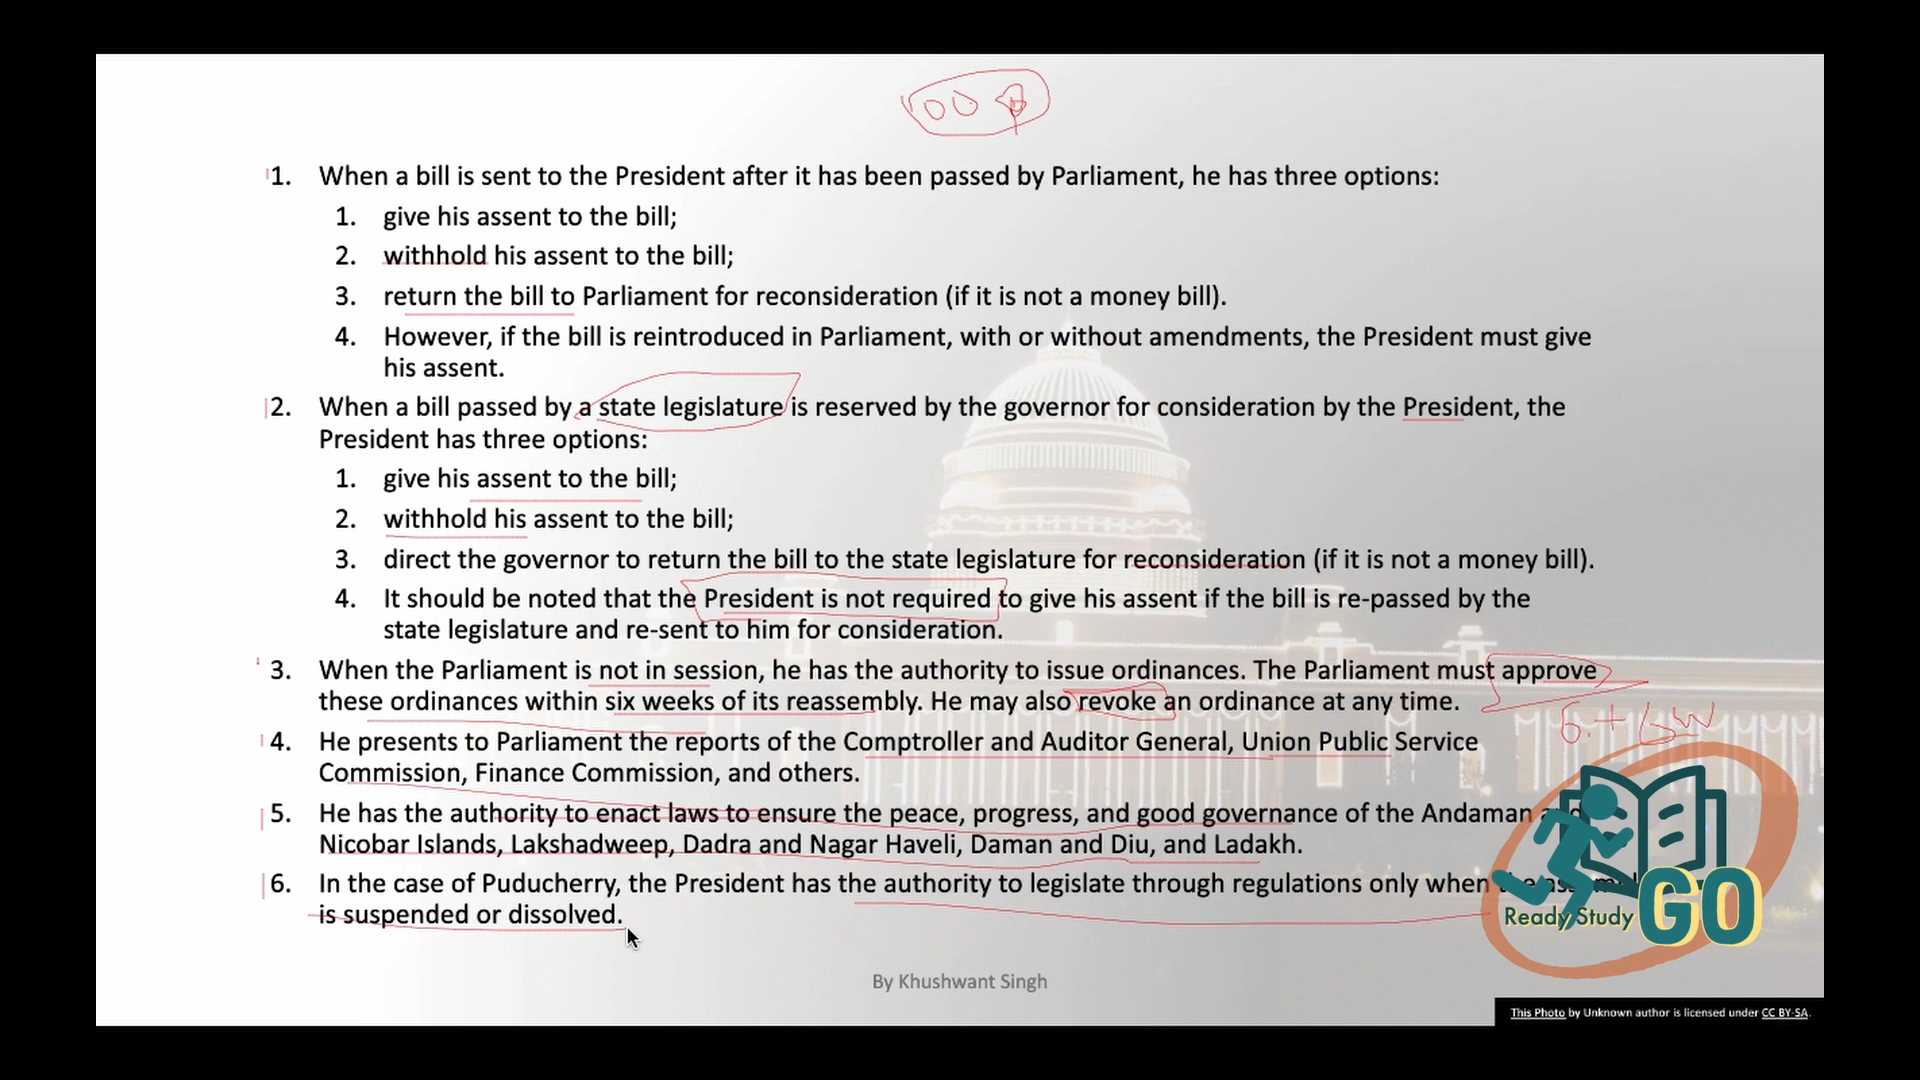 1. When a bill is sent to the President after it has been passed by Parliament, he has three options:
1. give his assent to the bill;
2. withhold his assent to the bill;
3. return the bill to Parliament for reconsideration (if it is not a money bill).
4. However, if the bill is reintroduced in Parliament, with or without amendments, the President must give
his assent.
2. When a bill passed by a state legislature is reserved by the governor for consideration by the President, the
President has three options:
1. give his assent to the bill;
2. withhold his assent to the bill;
3. direct the governor to return the bill to the state legislature for reconsideration (if it is not a money bill).
4. It should be noted that the President is not required to give his assent if the bill is re-passed by the
state legislature and re-sent to him for consideration.
3. When the Parliament is not in session, he has the authority to issue ordinances. The Parliament must approve
these ordinances within six weeks of its reassembly. He may also revoke an ordinance at any time.
6.+6W
4. He presents to Parliament the reports of the Comptroller and Auditor General, Union Public Service
Commission, Finance Commission, and others.
5. He has the authority to enact laws to ensure the peace, progress, and good governance of the Andaman
Nicobar Islands, Lakshadweep, Dadra and Nagar Haveli, Daman and Diu, and Ladakh.
6. In the case of Puducherry, the President has the authority to legislate through regulations only when
is suspended or dissolved.
Ready Study GO
By Khushwant Singh
This Photo by Unknown author is licensed under CC BY-SA.